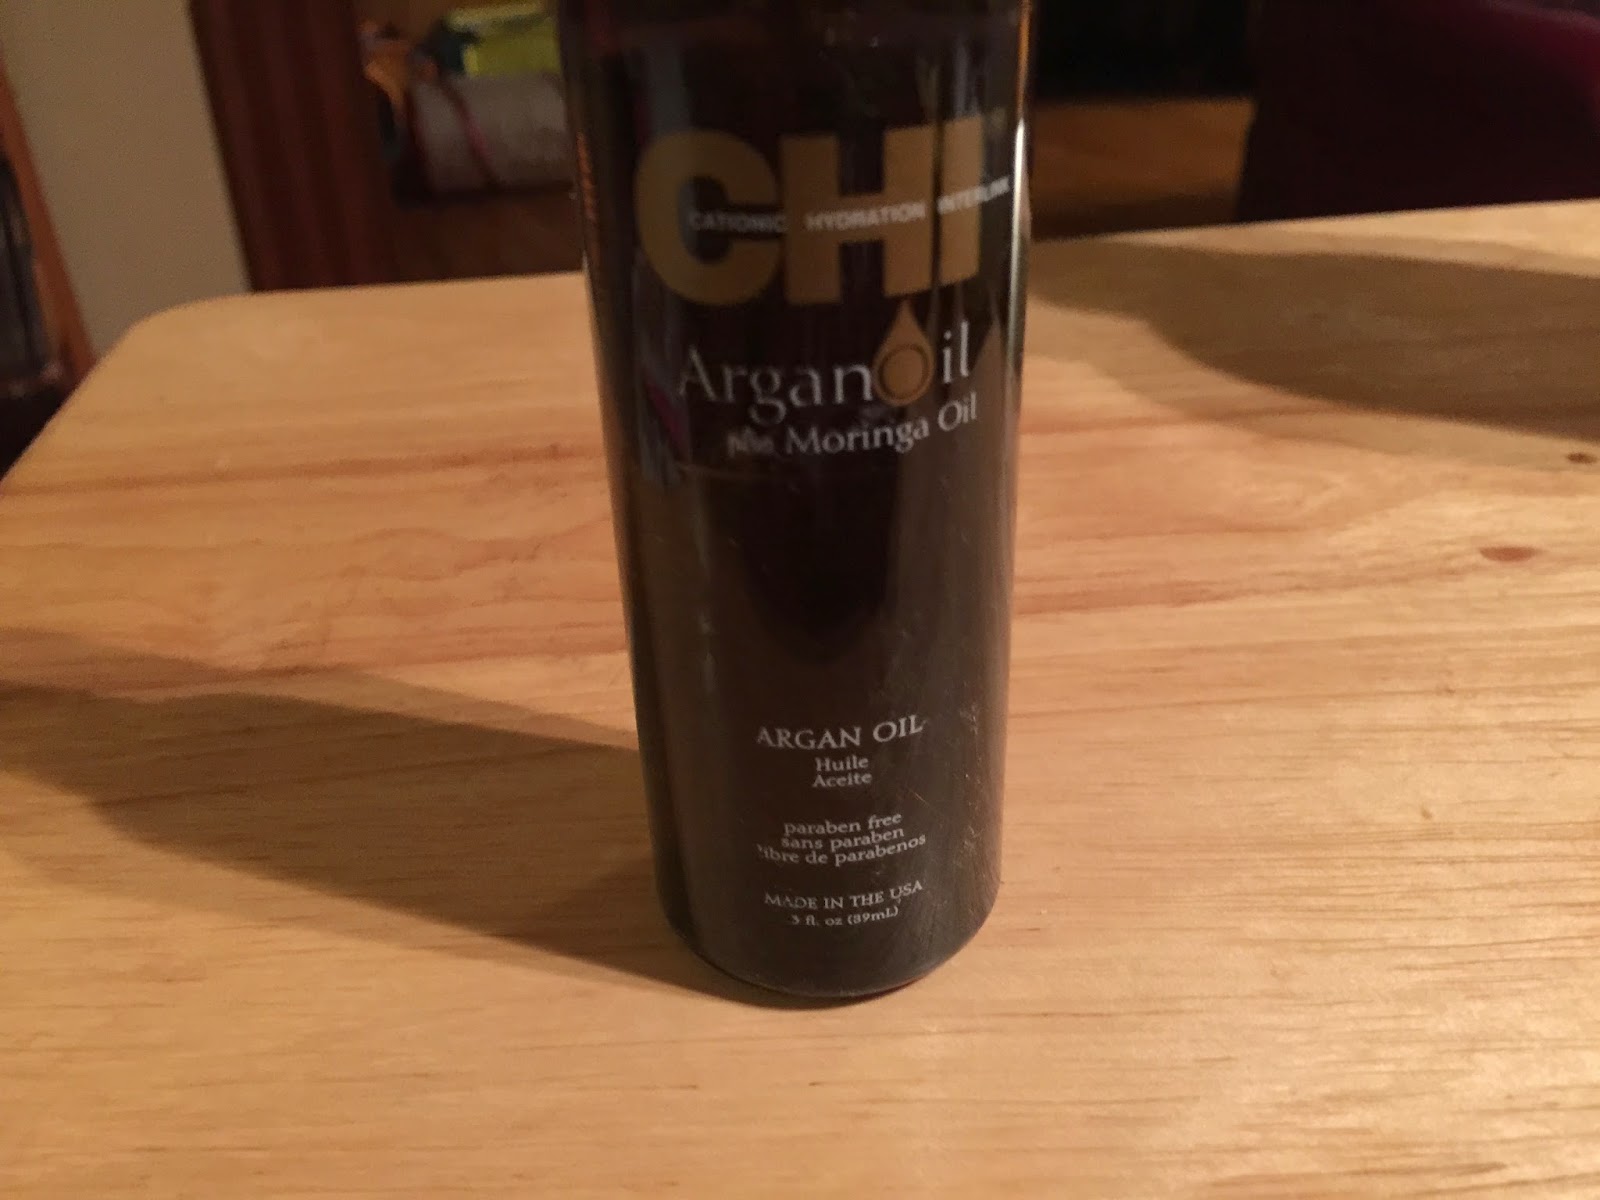 CHI
CATIONIC HYDRATION INTERLINK
Argan Oil
plus Moringa Oil
ARGAN OIL
Huile
Aceite
paraben free
sans paraben
libre de parabenos
MADE IN THE USA
3 fl. oz (89mL)